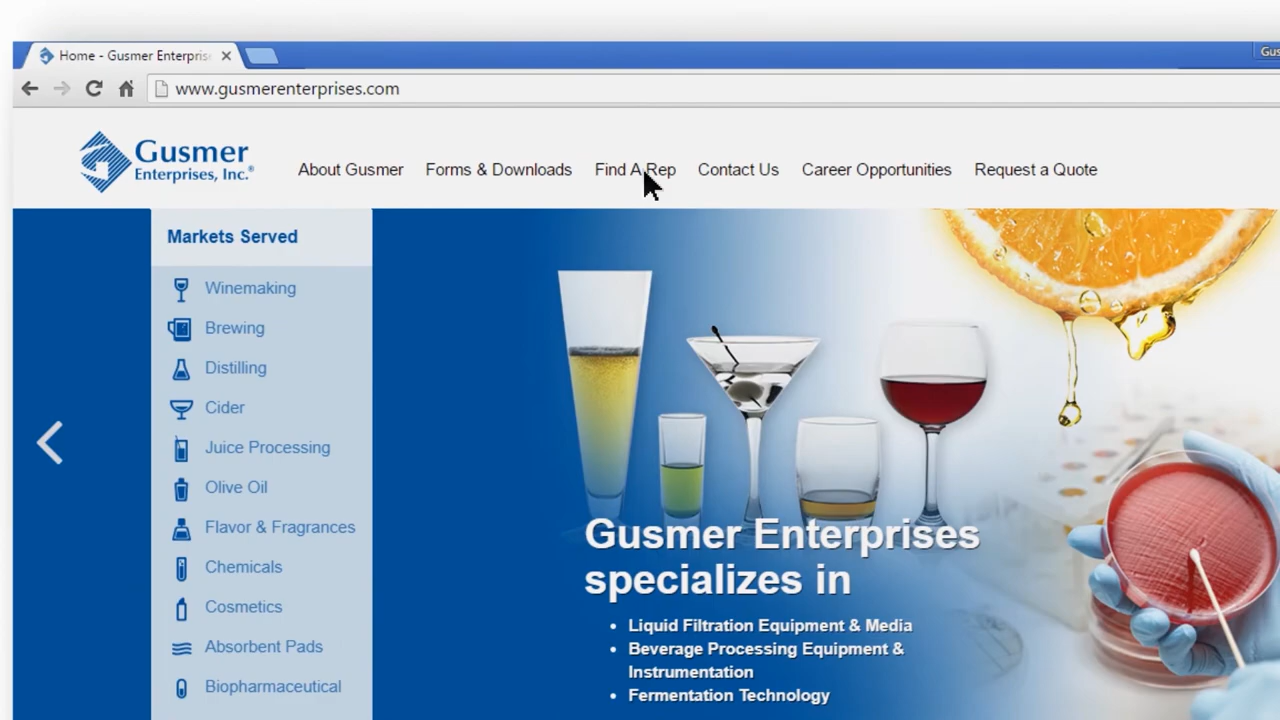 Home - Gusmer Enterpris
Gus
www.gusmerenterprises.com
Gusmer
Enterprises, Inc.®
About Gusmer
Forms & Downloads
Find A Rep
Contact Us
Career Opportunities
Request a Quote
Markets Served
Winemaking
Brewing
Distilling
Cider
Juice Processing
Olive Oil
Flavor & Fragrances
Chemicals
Cosmetics
Absorbent Pads
Biopharmaceutical
Gusmer Enterprises
specializes in
• Liquid Filtration Equipment & Media
• Beverage Processing Equipment &
Instrumentation
• Fermentation Technology